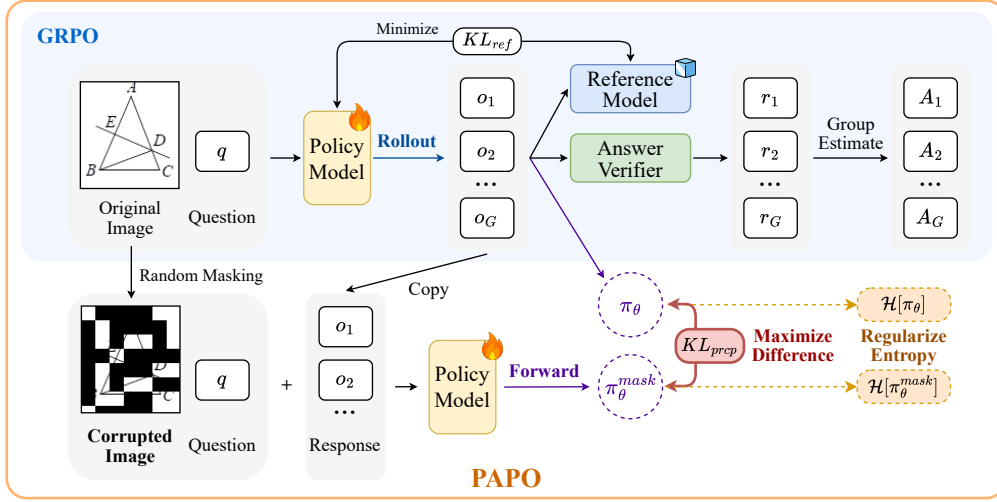 GRPO
Minimize
KL_ref
A
E
D
B
C
q
Original
Image
Question
Policy
Model
Rollout
o_1
o_2
...
o_G
Reference
Model
Answer
Verifier
r_1
r_2
...
r_G
Group
Estimate
A_1
A_2
...
A_G
Random Masking
Copy
D
C
q
Corrupted
Image
Question
+
o_1
o_2
...
Response
Policy
Model
Forward
π_θ
π_θ^mask
KL_prcp
Maximize
Difference
Regularize
Entropy
H[π_θ]
H[π_θ^mask]
PAPO